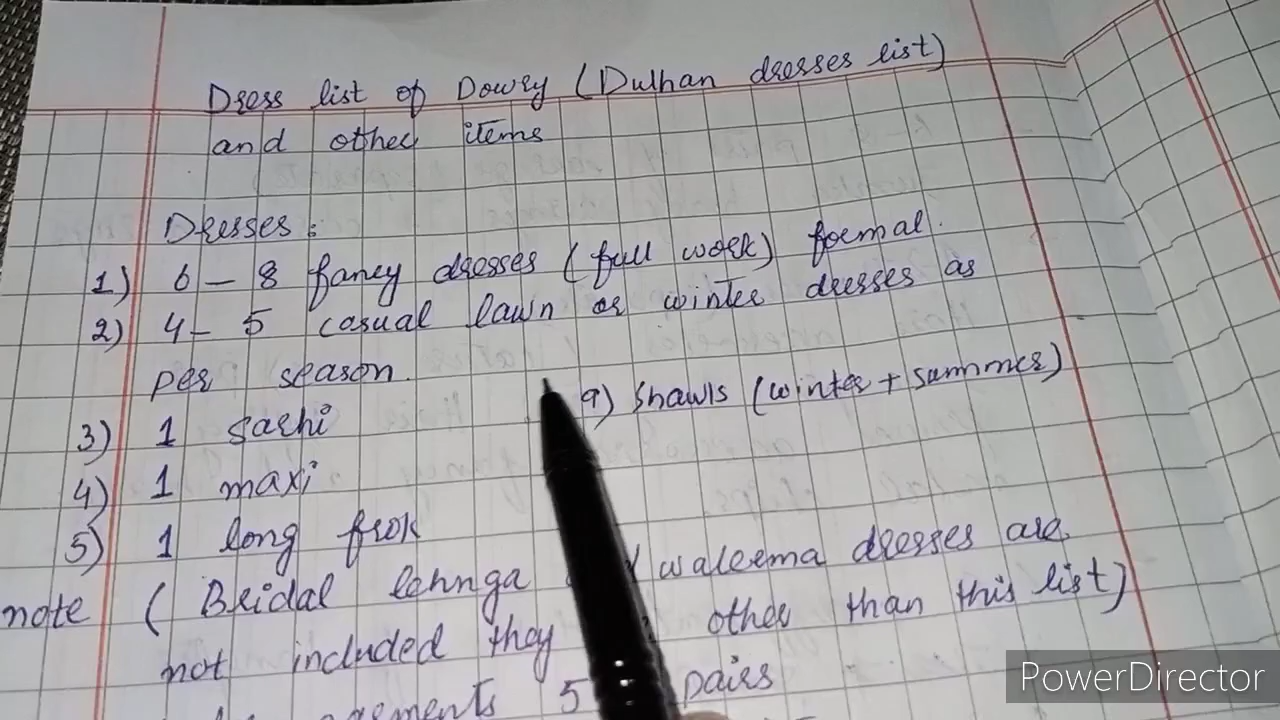 Dress list of Dowry (Dulhan dresses list)
and other items
Dresses:
1) 6 - 8 fancy dresses (full work) formal.
2) 4 - 5 casual lawn or winter dresses as
per season.
9) Shawls (winter + summer)
3) 1 sarhi
4) 1 maxi
5) 1 long frok
note ( Bridal lehnga waleema dresses are
not included they other than this list)
5 pairs
PowerDirector